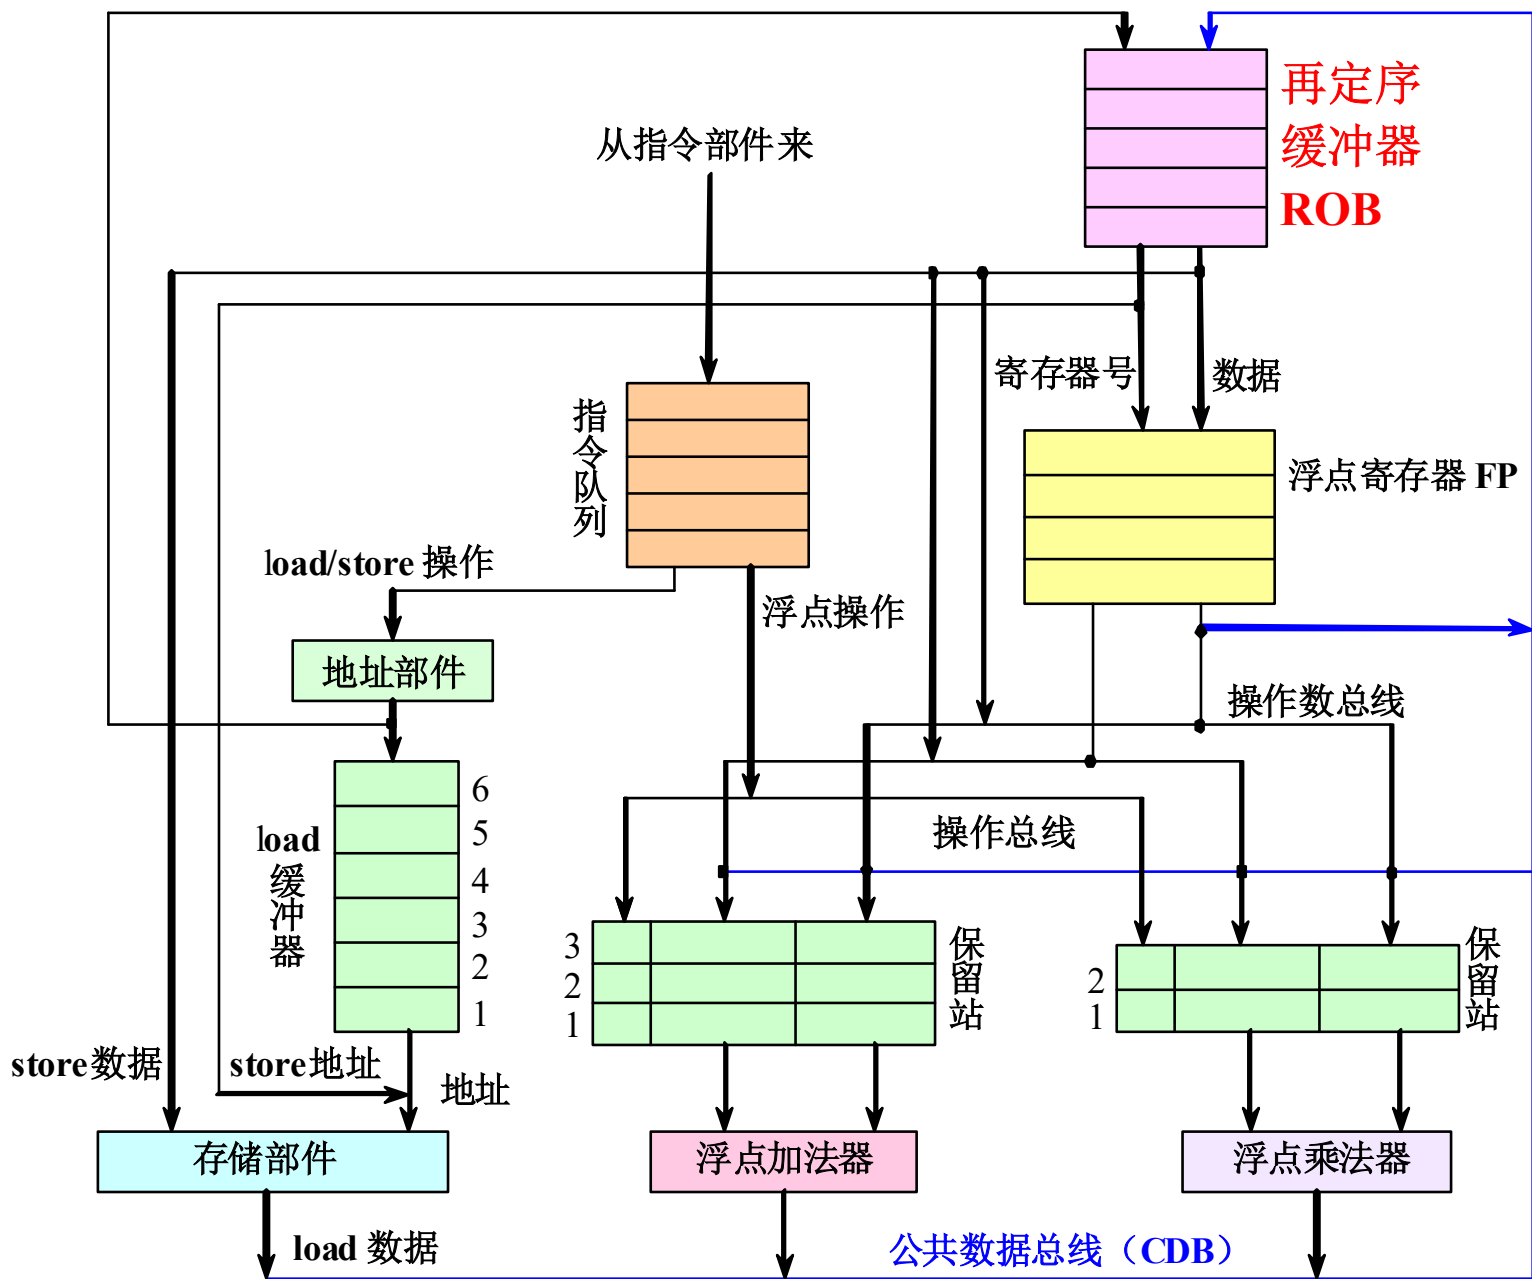 再定序
缓冲器
ROB
从指令部件来
寄存器号
数据
指令队列
浮点寄存器 FP
load/store 操作
浮点操作
地址部件
操作数总线
load
缓冲器
6
5
4
3
2
1
操作总线
3
2
1
保留站
2
1
保留站
store数据
store地址
地址
存储部件
浮点加法器
浮点乘法器
load 数据
公共数据总线（CDB）